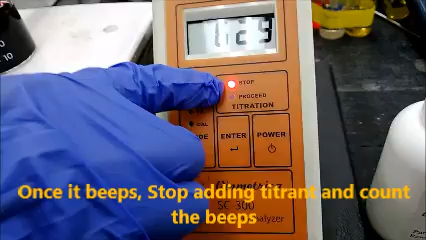 1.29
STOP
PROCEED
TITRATION
CAL
ENTER
POWER
Once it beeps, Stop adding titrant and count
the beeps
SC-300